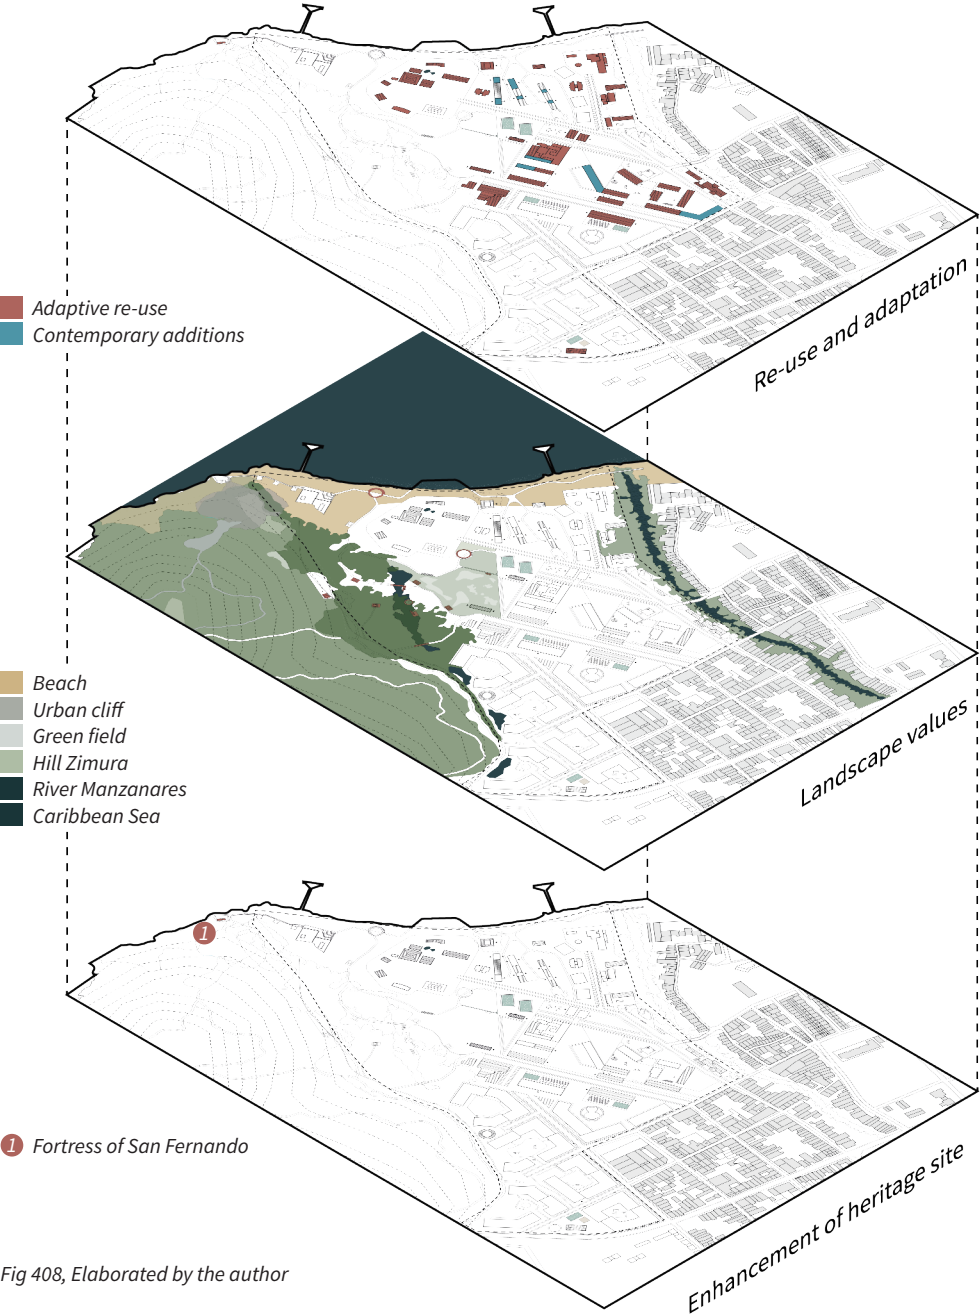 Adaptive re-use
Contemporary additions
Re-use and adaptation
Beach
Urban cliff
Green field
Hill Zimura
River Manzanares
Caribbean Sea
Landscape values
1
1 Fortress of San Fernando
Enhancement of heritage site
Fig 408, Elaborated by the author